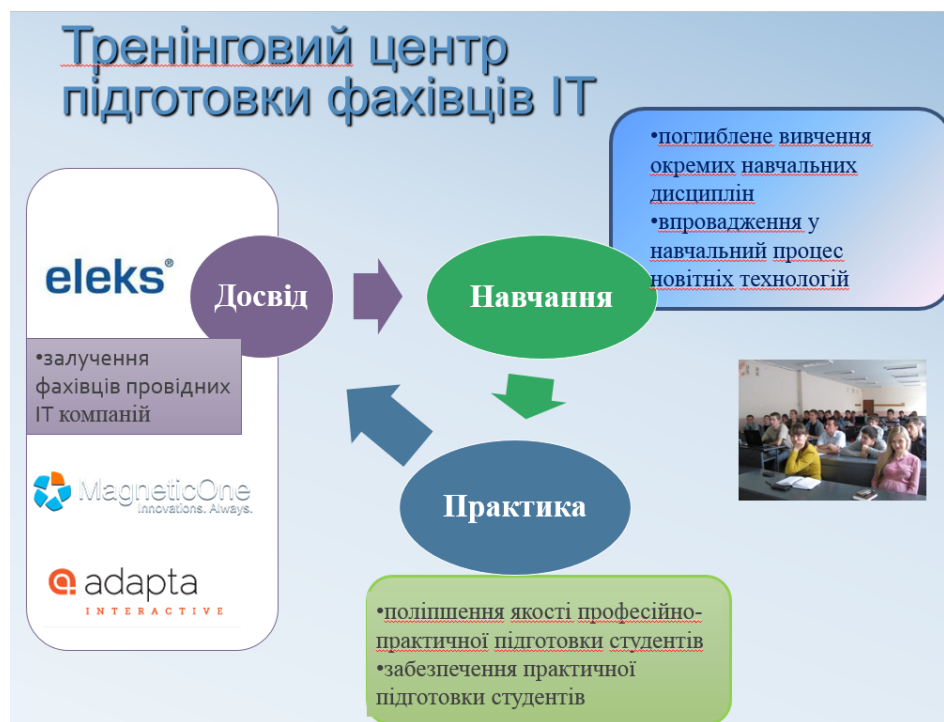 Тренінговий центр
підготовки фахівців ІТ
•поглиблене вивчення
окремих навчальних
дисциплін
•впровадження у
навчальний процес
новітніх технологій
eleks®
Досвід
Навчання
•залучення
фахівців провідних
ІТ компаній
Практика
MagneticOne
Innovations. Always.
adapta
INTERACTIVE
•поліпшення якості професійно-
практичної підготовки студентів
•забезпечення практичної
підготовки студентів